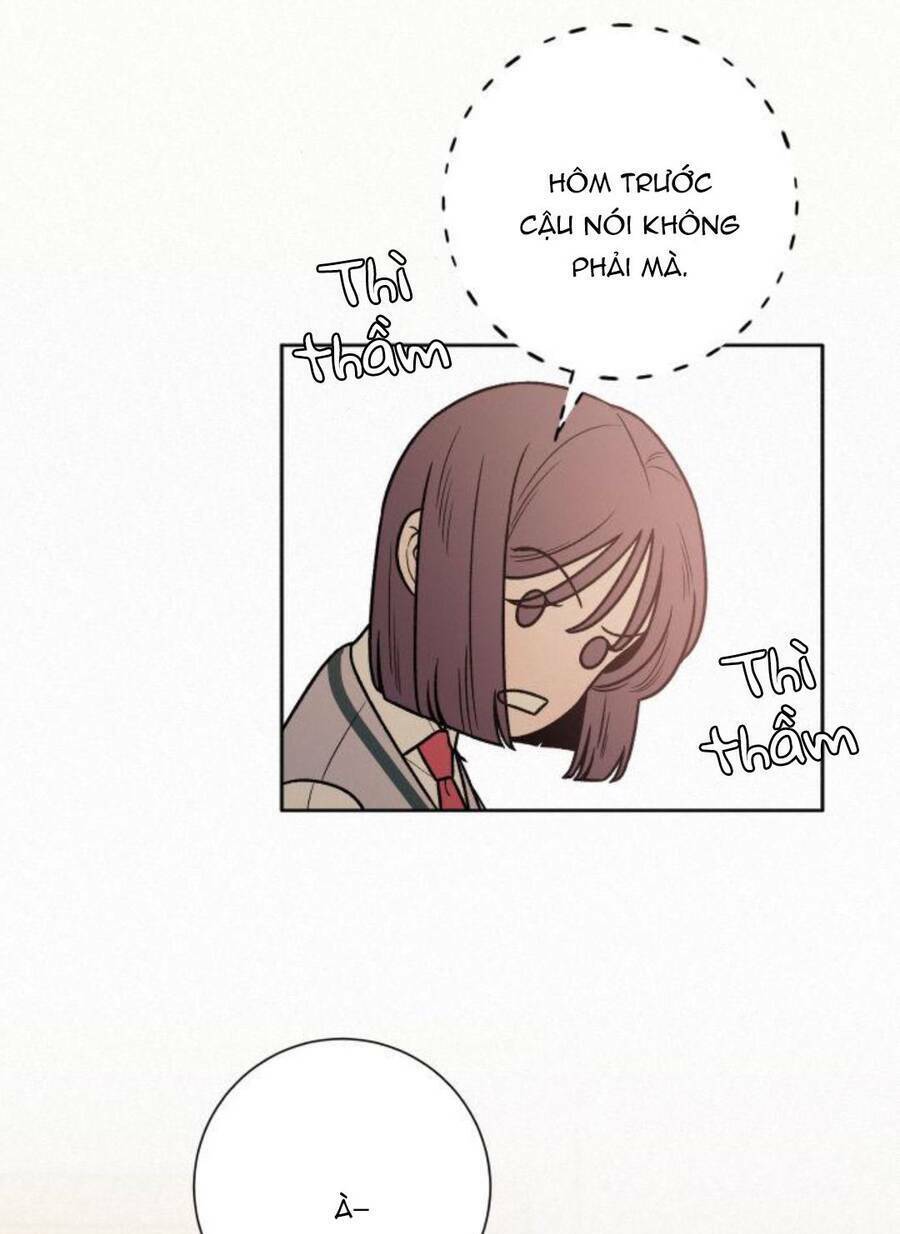 HÔM TRƯỚC
CẬU NÓI KHÔNG
PHẢI MÀ.
Thì
thầm
Thì
thầm
À-